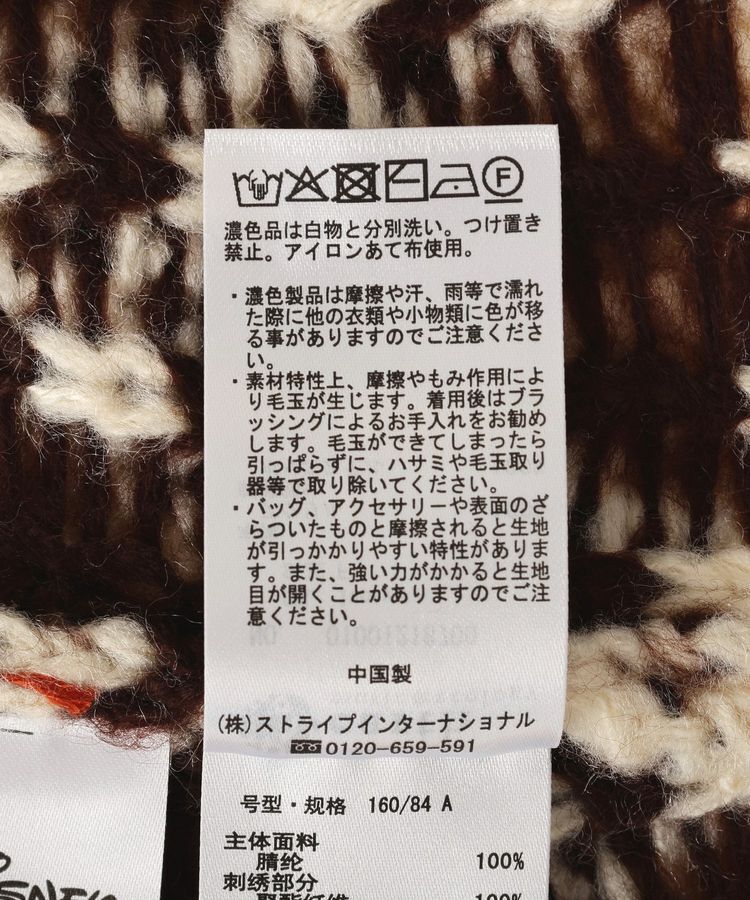 F
濃色品は白物と分別洗い。つけ置き
禁止。アイロンあて布使用。
・濃色製品は摩擦や汗、雨等で濡れ
た際に他の衣類や小物類に色が移
る事がありますのでご注意くださ
い。
・素材特性上、摩擦やもみ作用によ
り毛玉が生じます。着用後はブラ
ッシングによるお手入れをお勧め
します。毛玉ができてしまったら
引っぱらずに、ハサミや毛玉取り
器等で取り除いてください。
・バッグ、アクセサリーや表面のざ
らついたものと摩擦されると生地
が引っかかりやすい特性がありま
す。また、強い力がかかると生地
目が開くことがありますのでご注
意ください。
中国製
(株)ストライプインターナショナル
0120-659-591
号型・规格 160/84 A
主体面料
腈纶 100%
刺绣部分
聚酯纤维 100%